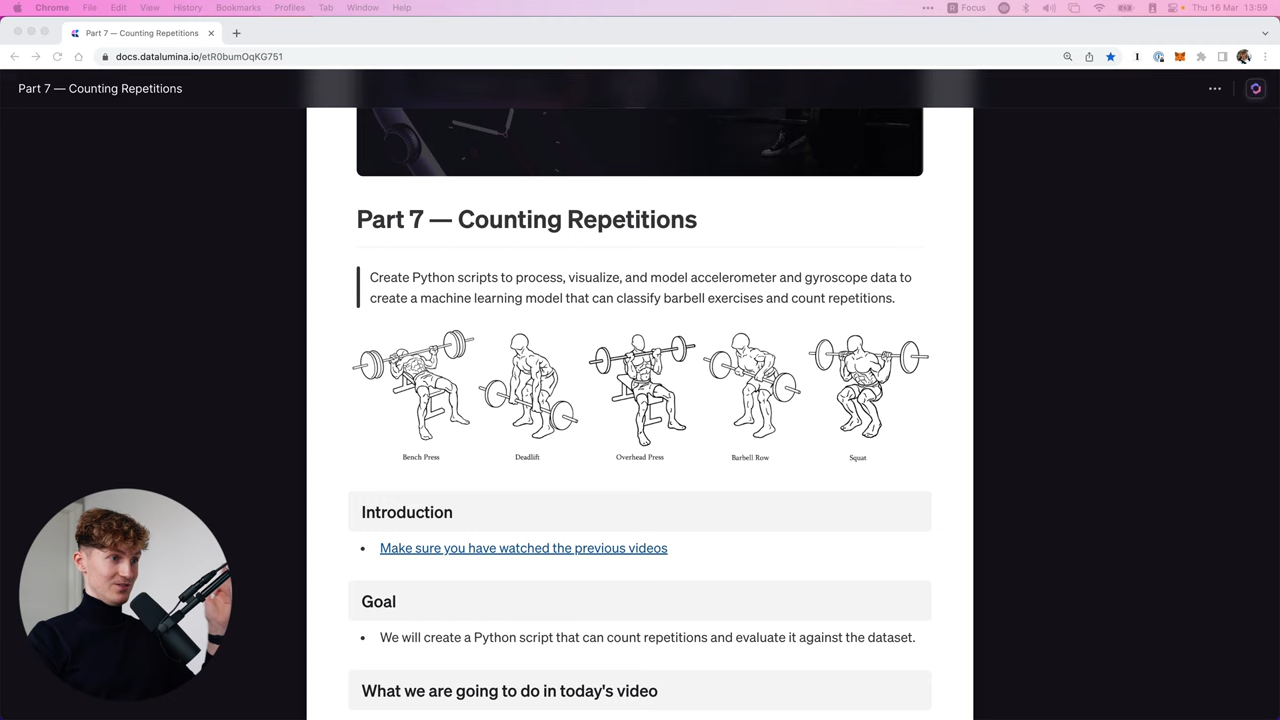 Chrome File Edit View History Bookmarks Profiles Tab Window Help Focus Thu 16 Mar 13:59
Part 7 — Counting Repetitions
docs.datalumina.io/etR0bumOqKG751
Part 7 — Counting Repetitions
Part 7 — Counting Repetitions
Create Python scripts to process, visualize, and model accelerometer and gyroscope data to
create a machine learning model that can classify barbell exercises and count repetitions.
Bench Press Deadlift Overhead Press Barbell Row Squat
Introduction
• Make sure you have watched the previous videos
Goal
• We will create a Python script that can count repetitions and evaluate it against the dataset.
What we are going to do in today's video